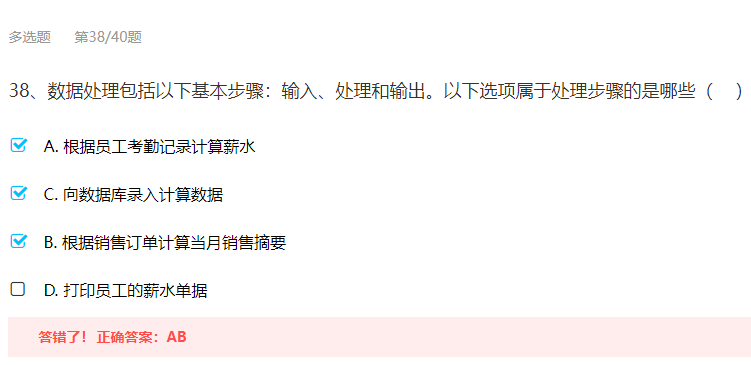 多选题 第38/40题
38、数据处理包括以下基本步骤：输入、处理和输出。以下选项属于处理步骤的是哪些（ ）
A. 根据员工考勤记录计算薪水
C. 向数据库录入计算数据
B. 根据销售订单计算当月销售摘要
D. 打印员工的薪水单据
答错了！正确答案：AB